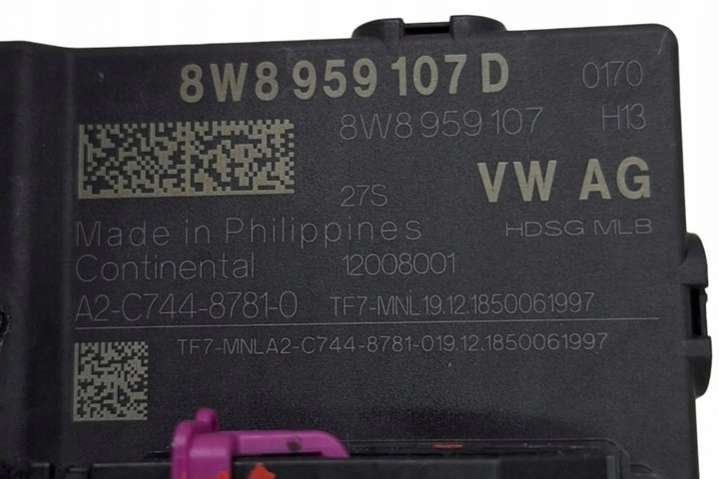 8W8 959 107 D 0170
8W8 959 107 H13
27S VW AG
Made in Philippines HDSG MLB
Continental 12008001
A2-C744-8781-0 TF7-MNL19.12.1850061997
TF7-MNLA2-C744-8781-019.12.1850061997